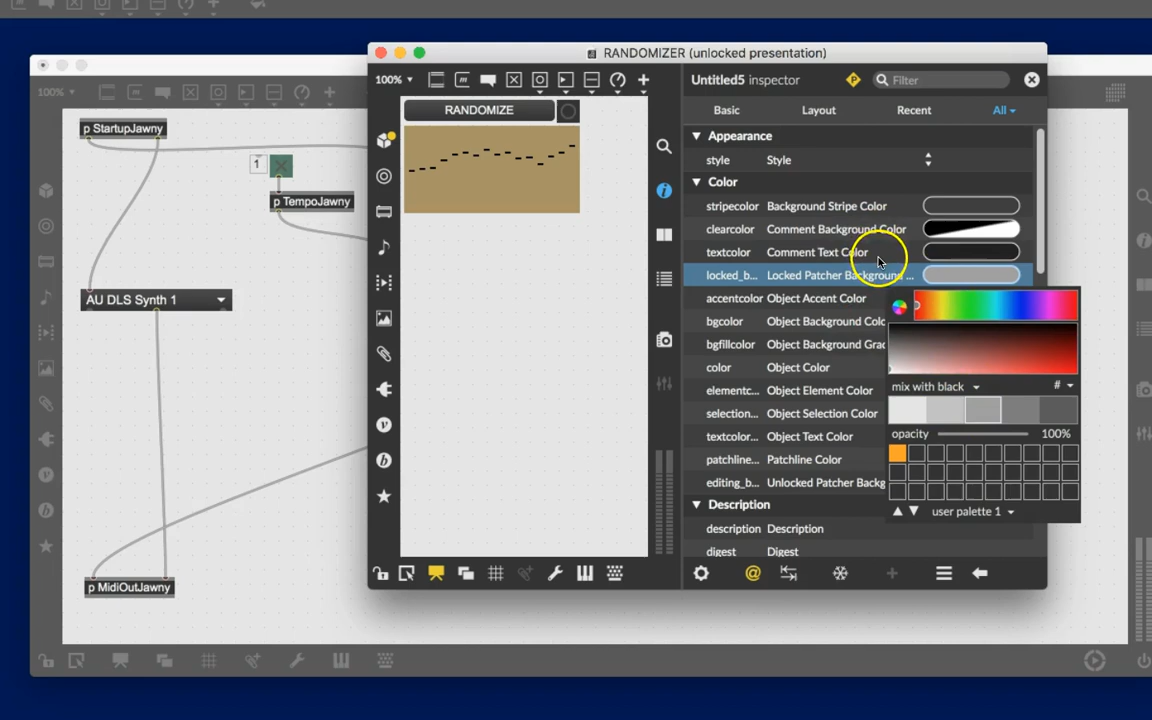 RANDOMIZER (unlocked presentation)
100%
p StartupJawny
1
p TempoJawny
AU DLS Synth 1
p MidiOutJawny
100%
RANDOMIZE
Untitled5 inspector
Filter
Basic
Layout
Recent
All
Appearance
style Style
Color
stripecolor Background Stripe Color
clearcolor Comment Background Color
textcolor Comment Text Color
locked_b... Locked Patcher Background ...
accentcolor Object Accent Color
bgcolor Object Background Colo
bgfillcolor Object Background Grac
color Object Color
elementc... Object Element Color
selection... Object Selection Color
textcolor... Object Text Color
patchline... Patchline Color
editing_b... Unlocked Patcher Backg
mix with black
#
opacity 100%
user palette 1
Description
description Description
digest Digest